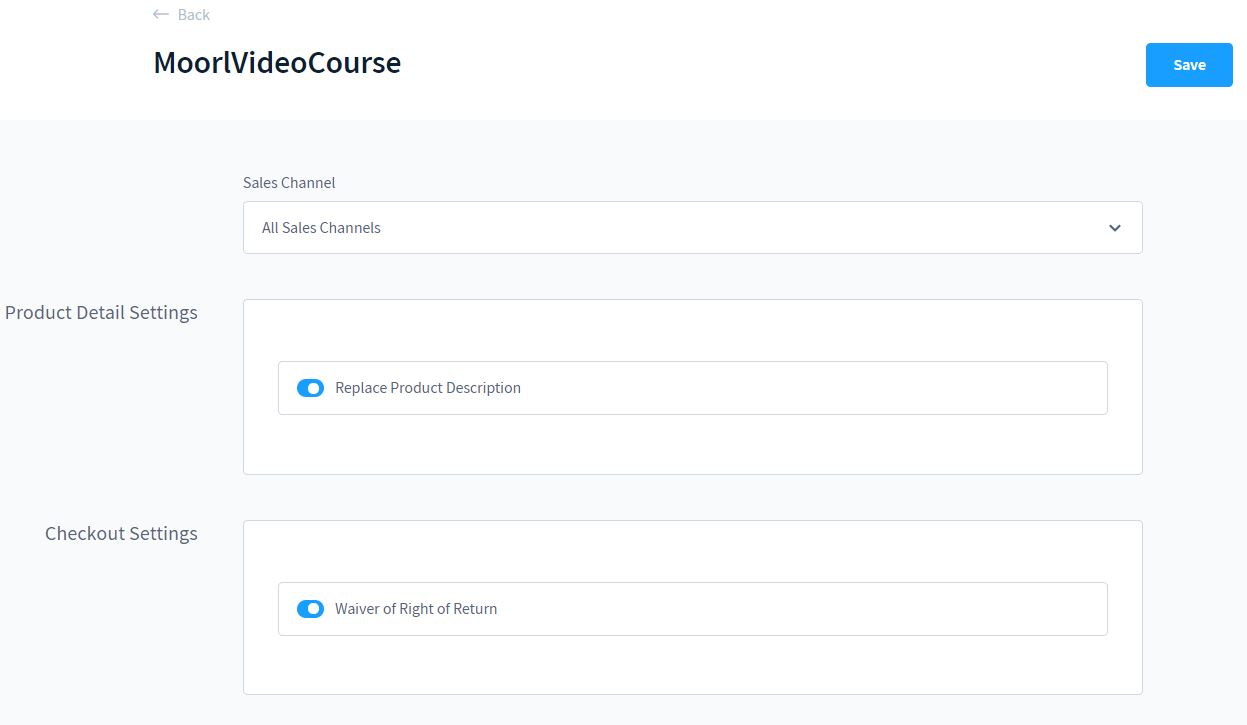 Back
MoorlVideoCourse
Save
Sales Channel
All Sales Channels
Product Detail Settings
Replace Product Description
Checkout Settings
Waiver of Right of Return